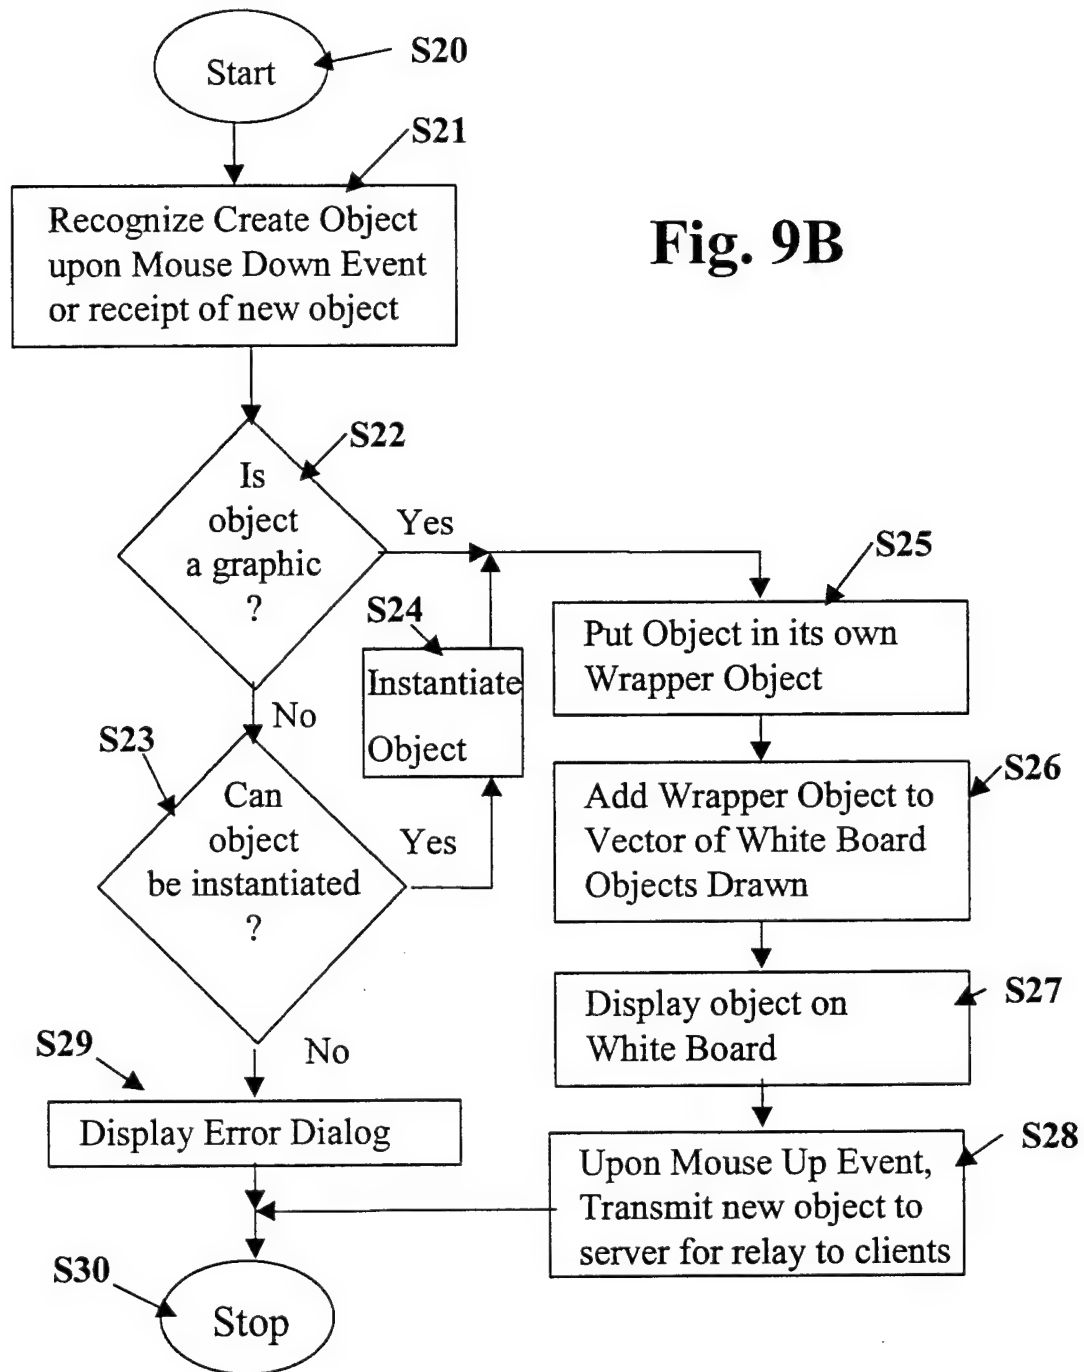 S20
Start
S21
Recognize Create Object
upon Mouse Down Event
or receipt of new object
Fig. 9B
S22
Is
object
a graphic
?
Yes
No
S23
Can
object
be instantiated
?
Yes
No
S24
Instantiate
Object
S25
Put Object in its own
Wrapper Object
S26
Add Wrapper Object to
Vector of White Board
Objects Drawn
S27
Display object on
White Board
S28
Upon Mouse Up Event,
Transmit new object to
server for relay to clients
S29
Display Error Dialog
S30
Stop